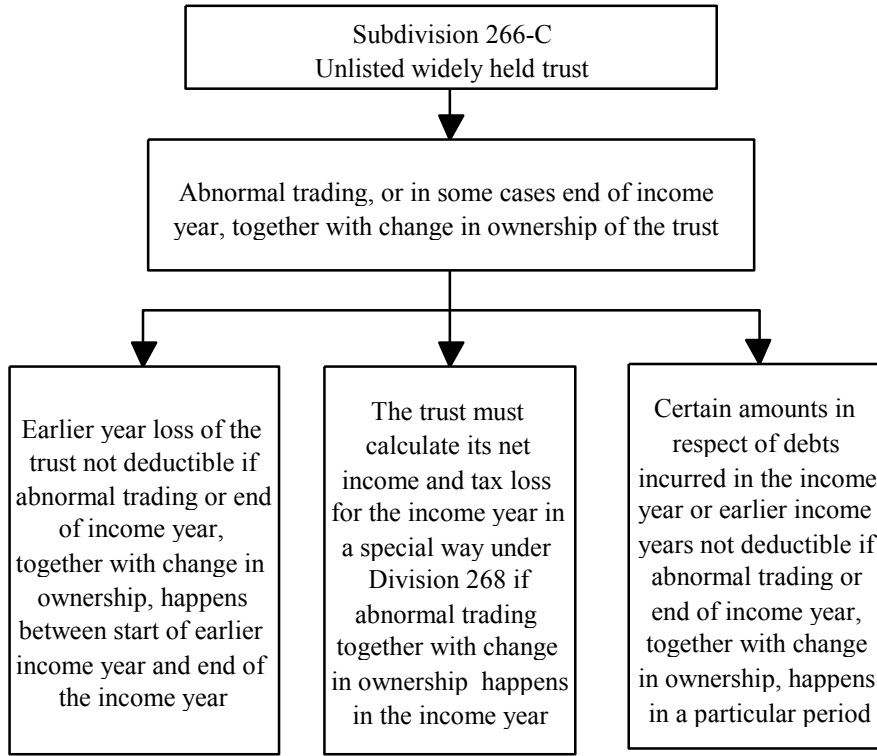 Subdivision 266-C
Unlisted widely held trust
Abnormal trading, or in some cases end of income
year, together with change in ownership of the trust
Earlier year loss of the
trust not deductible if
abnormal trading or end
of income year,
together with change in
ownership, happens
between start of earlier
income year and end of
the income year
The trust must
calculate its net
income and tax loss
for the income year in
a special way under
Division 268 if
abnormal trading
together with change
in ownership happens
in the income year
Certain amounts in
respect of debts
incurred in the income
year or earlier income
years not deductible if
abnormal trading or
end of income year,
together with change
in ownership, happens
in a particular period